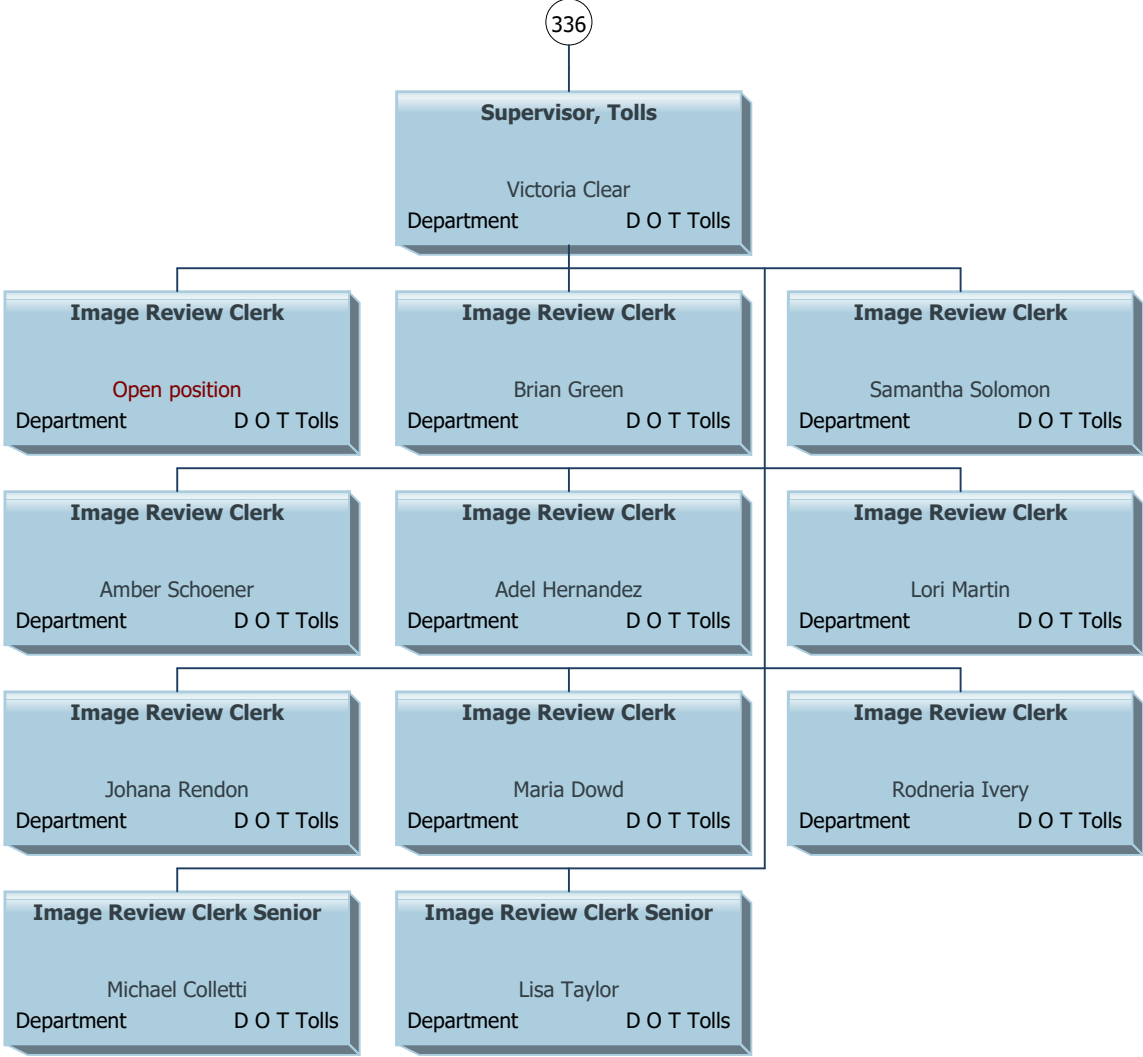 336
Supervisor, Tolls
Victoria Clear
Department D O T Tolls
Image Review Clerk
Open position
Department D O T Tolls
Image Review Clerk
Brian Green
Department D O T Tolls
Image Review Clerk
Samantha Solomon
Department D O T Tolls
Image Review Clerk
Amber Schoener
Department D O T Tolls
Image Review Clerk
Adel Hernandez
Department D O T Tolls
Image Review Clerk
Lori Martin
Department D O T Tolls
Image Review Clerk
Johana Rendon
Department D O T Tolls
Image Review Clerk
Maria Dowd
Department D O T Tolls
Image Review Clerk
Rodneria Ivery
Department D O T Tolls
Image Review Clerk Senior
Michael Colletti
Department D O T Tolls
Image Review Clerk Senior
Lisa Taylor
Department D O T Tolls